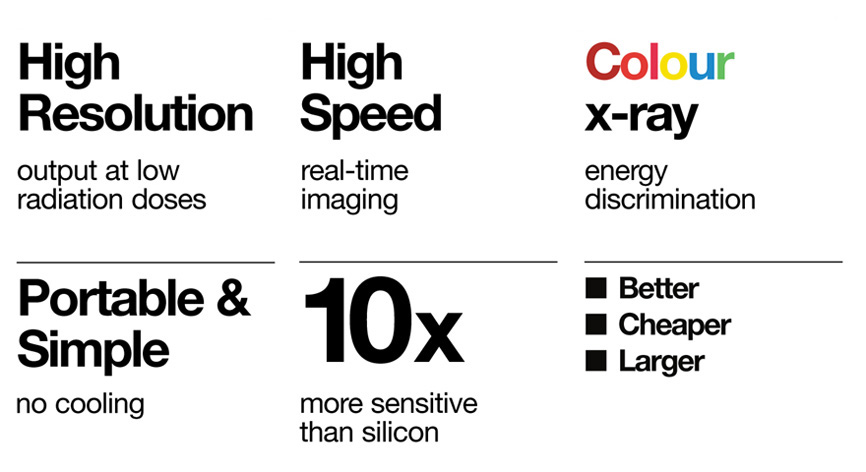 High
Resolution
output at low
radiation doses
High
Speed
real-time
imaging
Colour
x-ray
energy
discrimination
Portable &
Simple
no cooling
10x
more sensitive
than silicon
Better
Cheaper
Larger